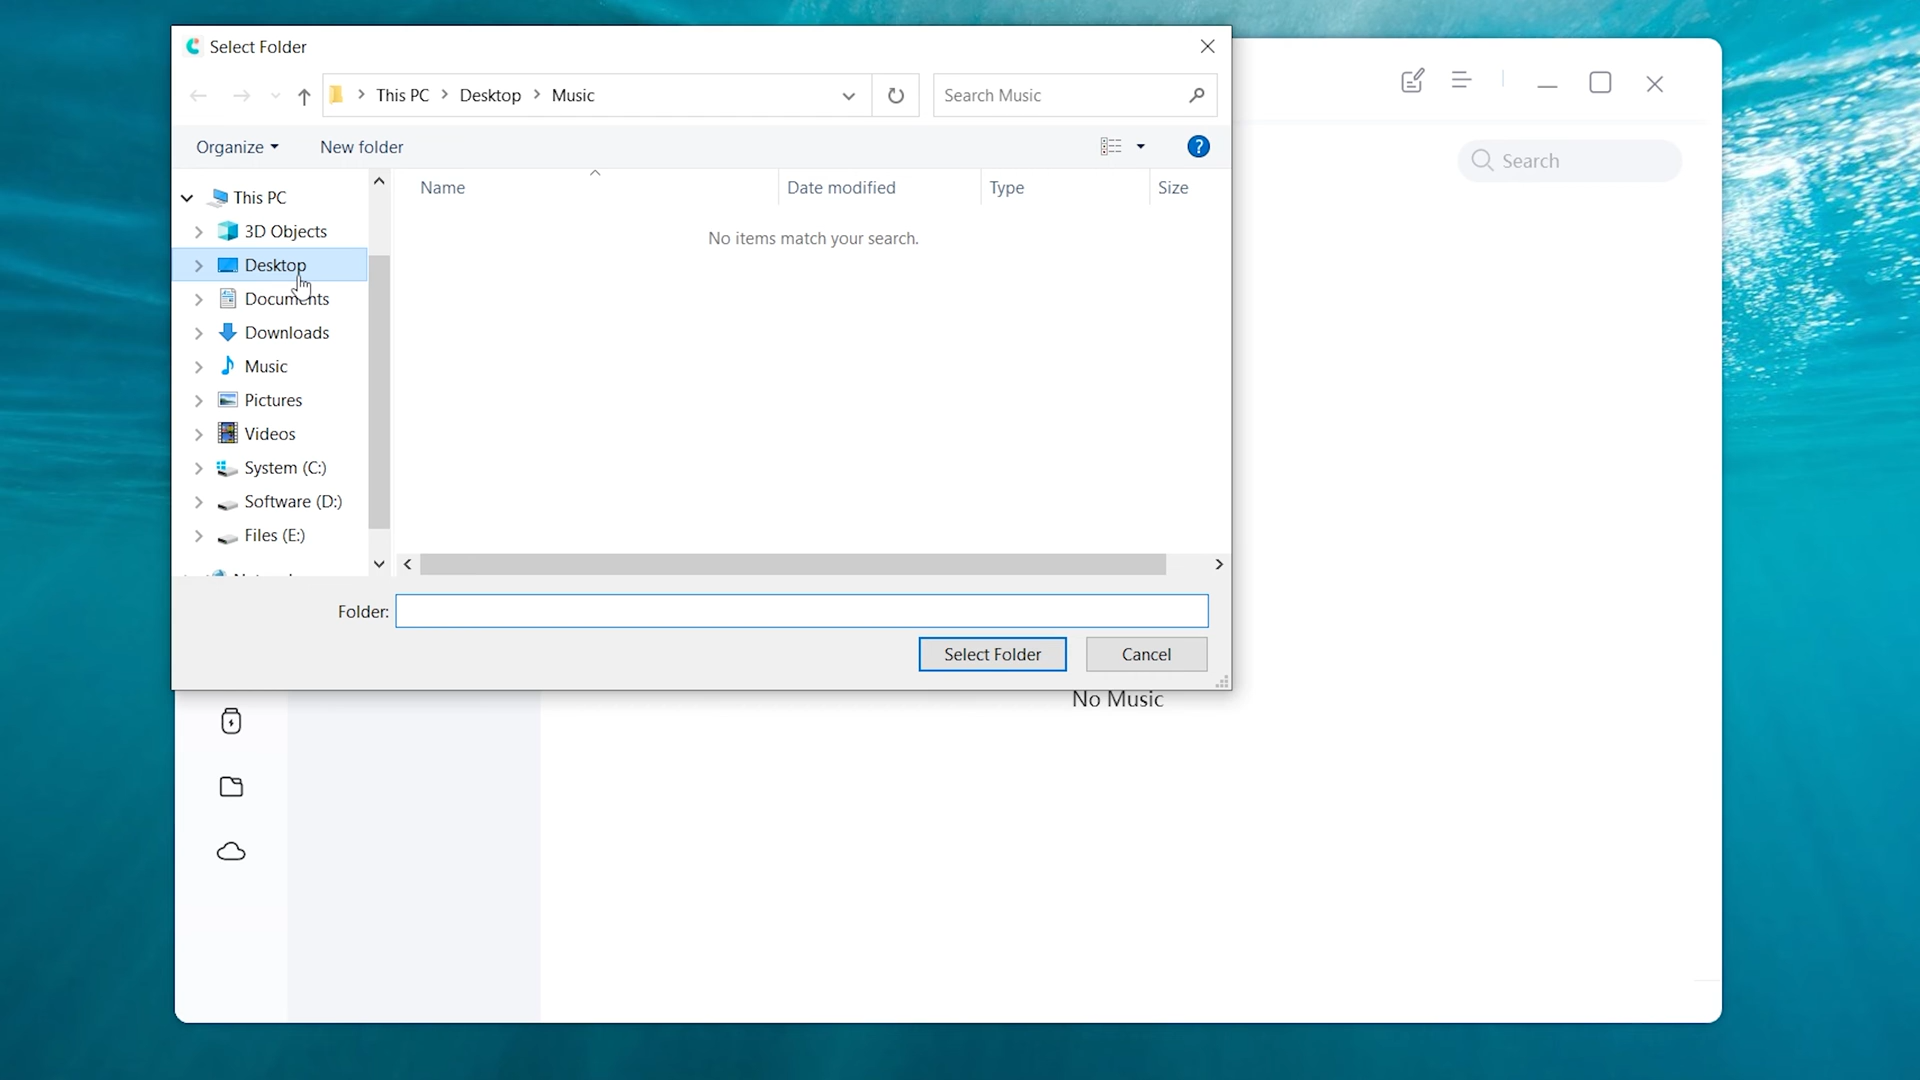 Select Folder
This PC
Desktop
Music
Search Music
Organize
New folder
?
Name
Date modified
Type
Size
No items match your search.
This PC
3D Objects
Desktop
Documents
Downloads
Music
Pictures
Videos
System (C:)
Software (D:)
Files (E:)
Folder:
Select Folder
Cancel
Search
No Music